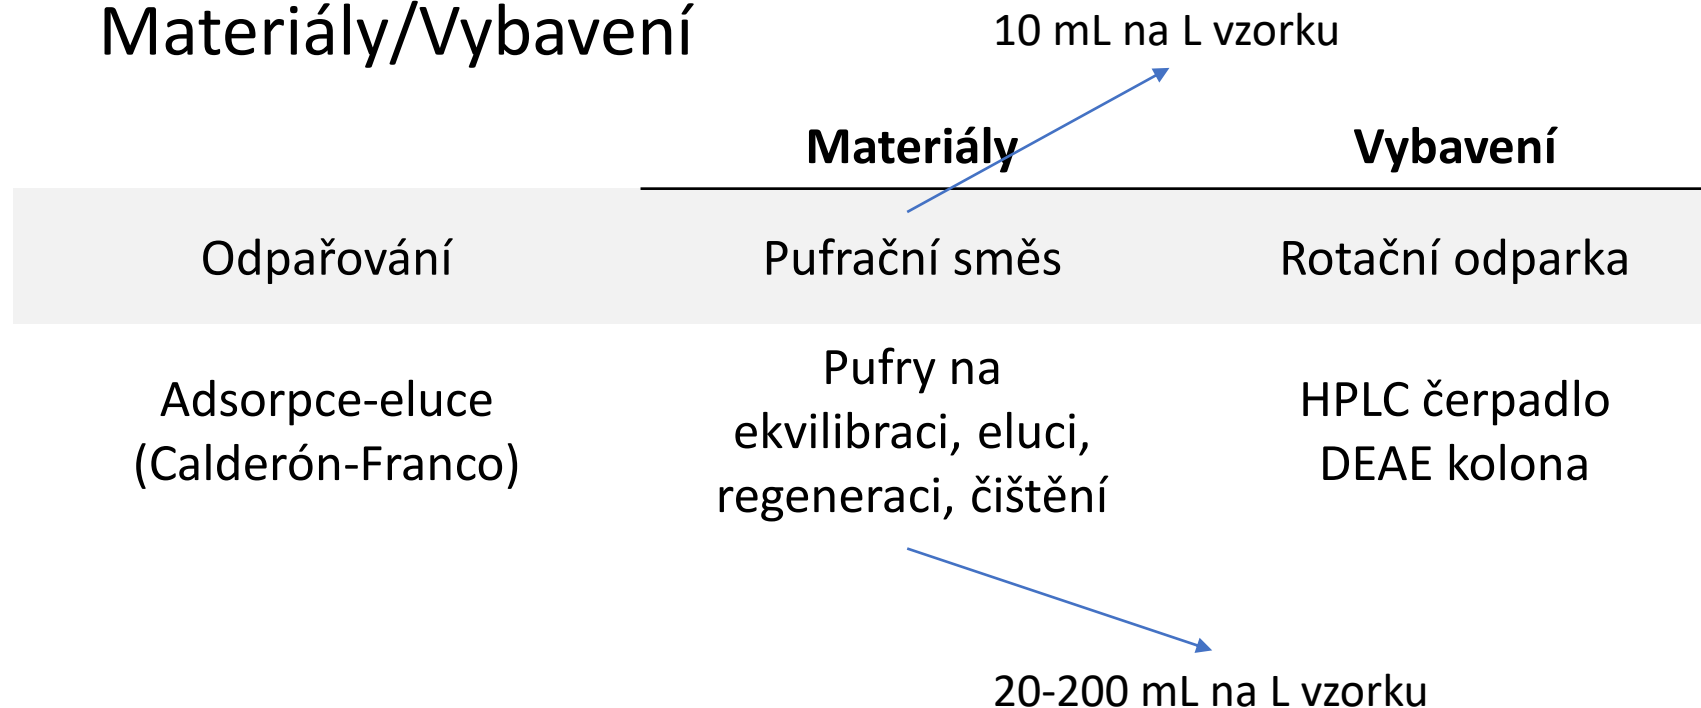 Materiály/Vybavení
10 mL na L vzorku
Materiály
Vybavení
Odpařování
Pufrační směs
Rotační odparka
Adsorpce-eluce
(Calderón-Franco)
Pufry na
ekvilibraci, eluci,
regeneraci, čištění
HPLC čerpadlo
DEAE kolona
20-200 mL na L vzorku